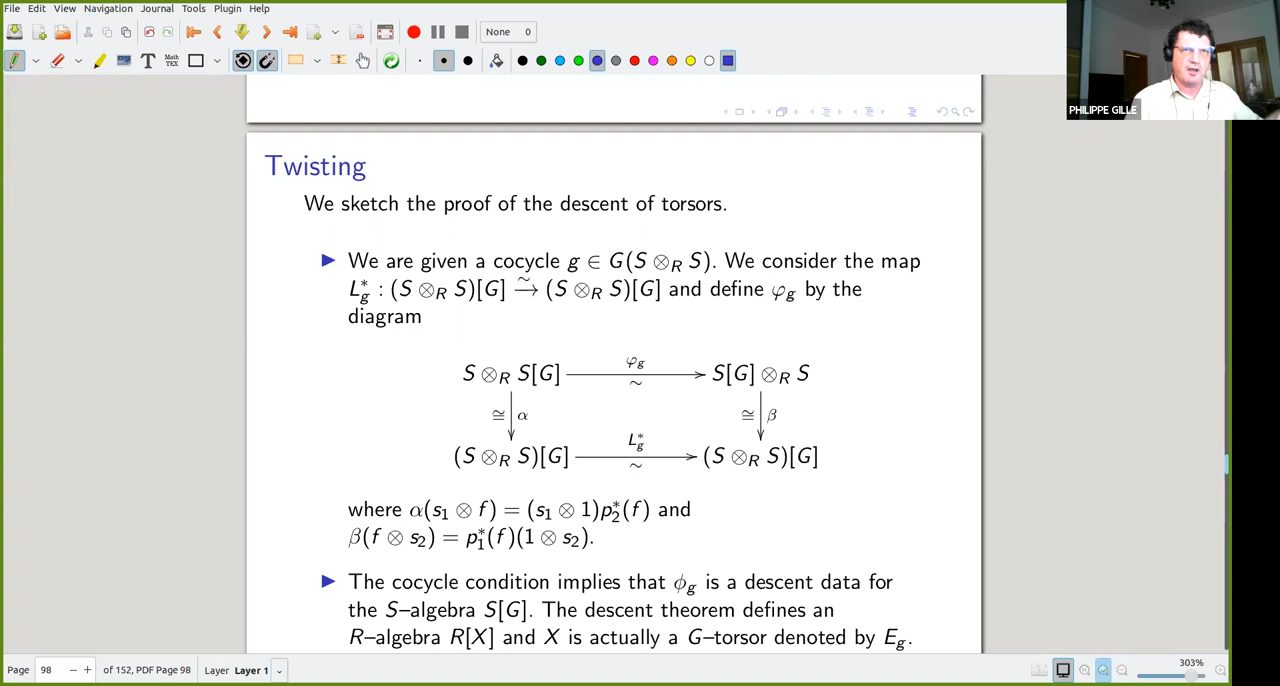 File Edit View Navigation Journal Tools Plugin Help
None 0
T Math TEX
PHILIPPE GILLE
Twisting
We sketch the proof of the descent of torsors.
▶ We are given a cocycle g ∈ G(S ⊗_R S). We consider the map
L_g^* : (S ⊗_R S)[G] ⥲ (S ⊗_R S)[G] and define φ_g by the
diagram
S ⊗_R S[G] φ_g ∼ S[G] ⊗_R S
≅ α ≅ β
(S ⊗_R S)[G] L_g^* ∼ (S ⊗_R S)[G]
where α(s_1 ⊗ f) = (s_1 ⊗ 1)p_2^*(f) and
β(f ⊗ s_2) = p_1^*(f)(1 ⊗ s_2).
▶ The cocycle condition implies that ϕ_g is a descent data for
the S–algebra S[G]. The descent theorem defines an
R–algebra R[X] and X is actually a G–torsor denoted by E_g.
Page 98 − + of 152, PDF Page 98 Layer Layer 1 303%